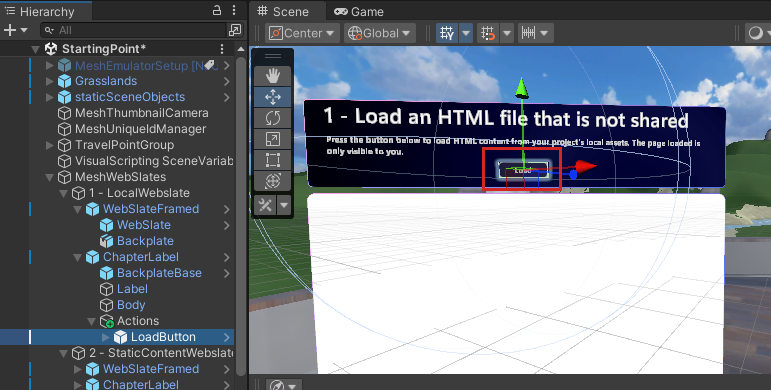 Hierarchy
All
StartingPoint*
MeshEmulatorSetup [N
Grasslands
staticSceneObjects
MeshThumbnailCamera
MeshUniqueIdManager
TravelPointGroup
VisualScripting SceneVariab
MeshWebSlates
1 - LocalWebslate
WebSlateFramed
WebSlate
Backplate
ChapterLabel
BackplateBase
Label
Body
Actions
LoadButton
2 - StaticContentWebslate
WebSlateFramed
ChapterLabel
Scene
Game
Center
Global
1 - Load an HTML file that is not shared
Press the button below to load HTML content from your project's local assets. The page loaded is
only visible to you.
Load